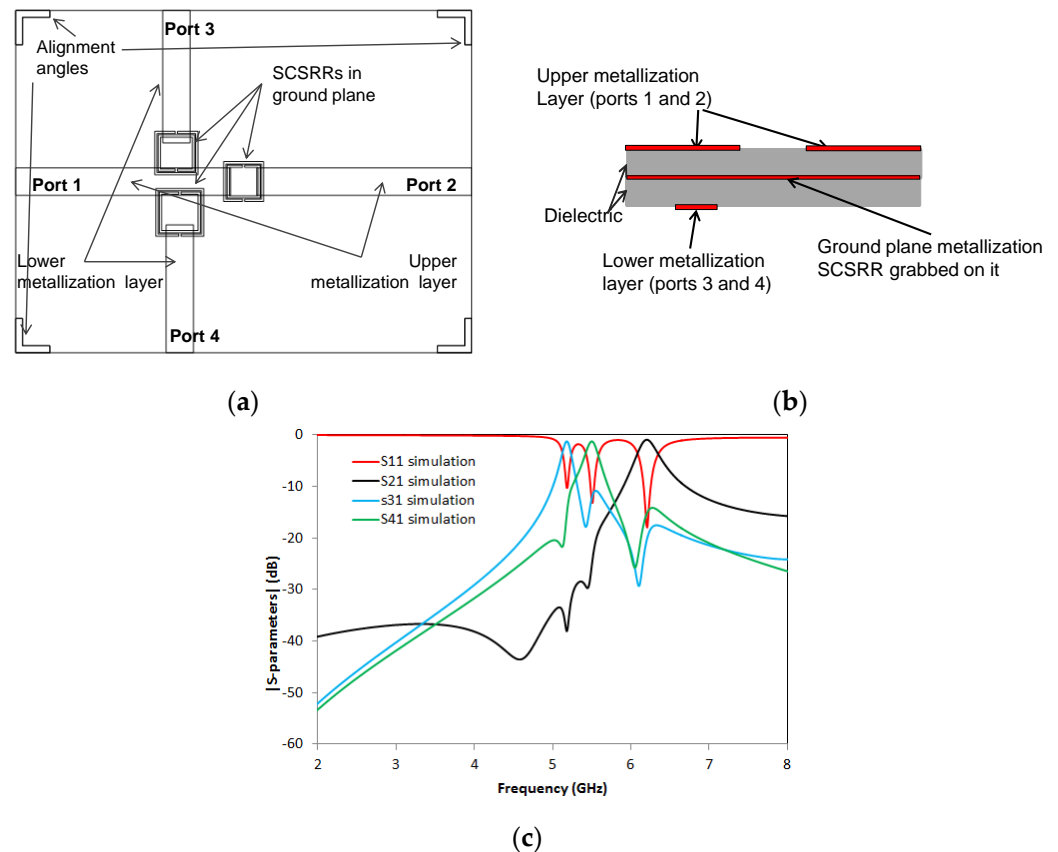 Port 3
Alignment
angles
SCSRRs in
ground plane
Port 1
Port 2
Lower
metallization layer
Upper
metallization layer
Port 4
(a)
Upper metallization
Layer (ports 1 and 2)
Dielectric
Lower metallization
layer (ports 3 and 4)
Ground plane metallization
SCSRR grabbed on it
(b)
0
-10
-20
-30
-40
-50
-60
|S-parameters| (dB)
S11 simulation
S21 simulation
s31 simulation
S41 simulation
2 3 4 5 6 7 8
Frequency (GHz)
(c)